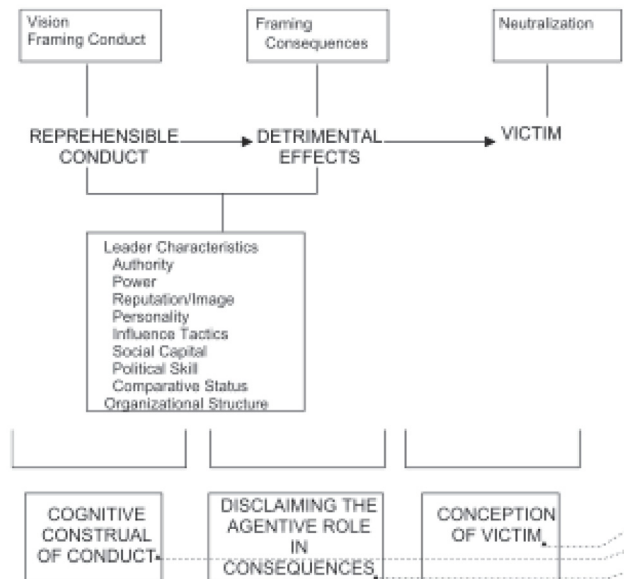 Vision
Framing Conduct
Framing
Consequences
Neutralization
REPREHENSIBLE
CONDUCT
DETRIMENTAL
EFFECTS
VICTIM
Leader Characteristics
Authority
Power
Reputation/Image
Personality
Influence Tactics
Social Capital
Political Skill
Comparative Status
Organizational Structure
COGNITIVE
CONSTRUAL
OF CONDUCT
DISCLAIMING THE
AGENTIVE ROLE
IN
CONSEQUENCES
CONCEPTION
OF VICTIM